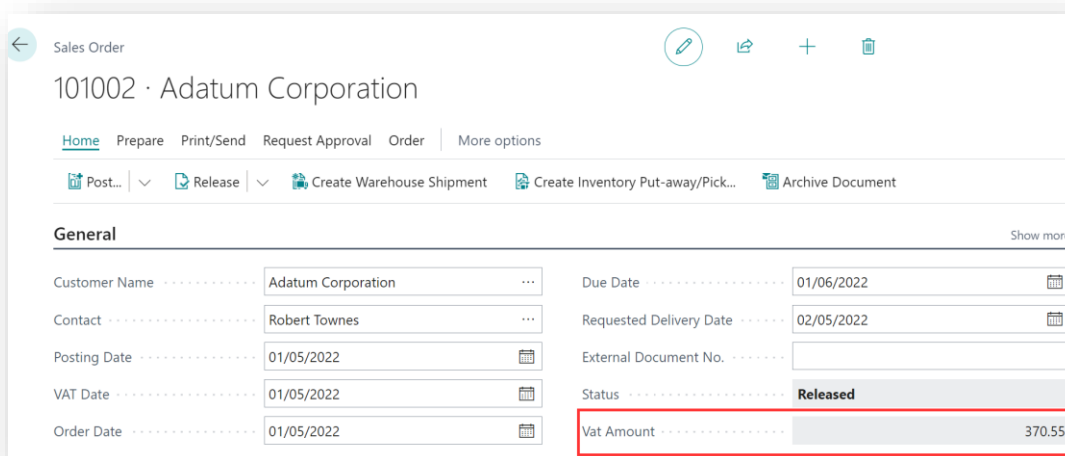 Sales Order
101002 · Adatum Corporation
Home Prepare Print/Send Request Approval Order More options
Post... Release Create Warehouse Shipment Create Inventory Put-away/Pick... Archive Document
General Show more
Customer Name Adatum Corporation ... Due Date 01/06/2022
Contact Robert Townes ... Requested Delivery Date 02/05/2022
Posting Date 01/05/2022 External Document No.
VAT Date 01/05/2022 Status Released
Order Date 01/05/2022 Vat Amount 370.55